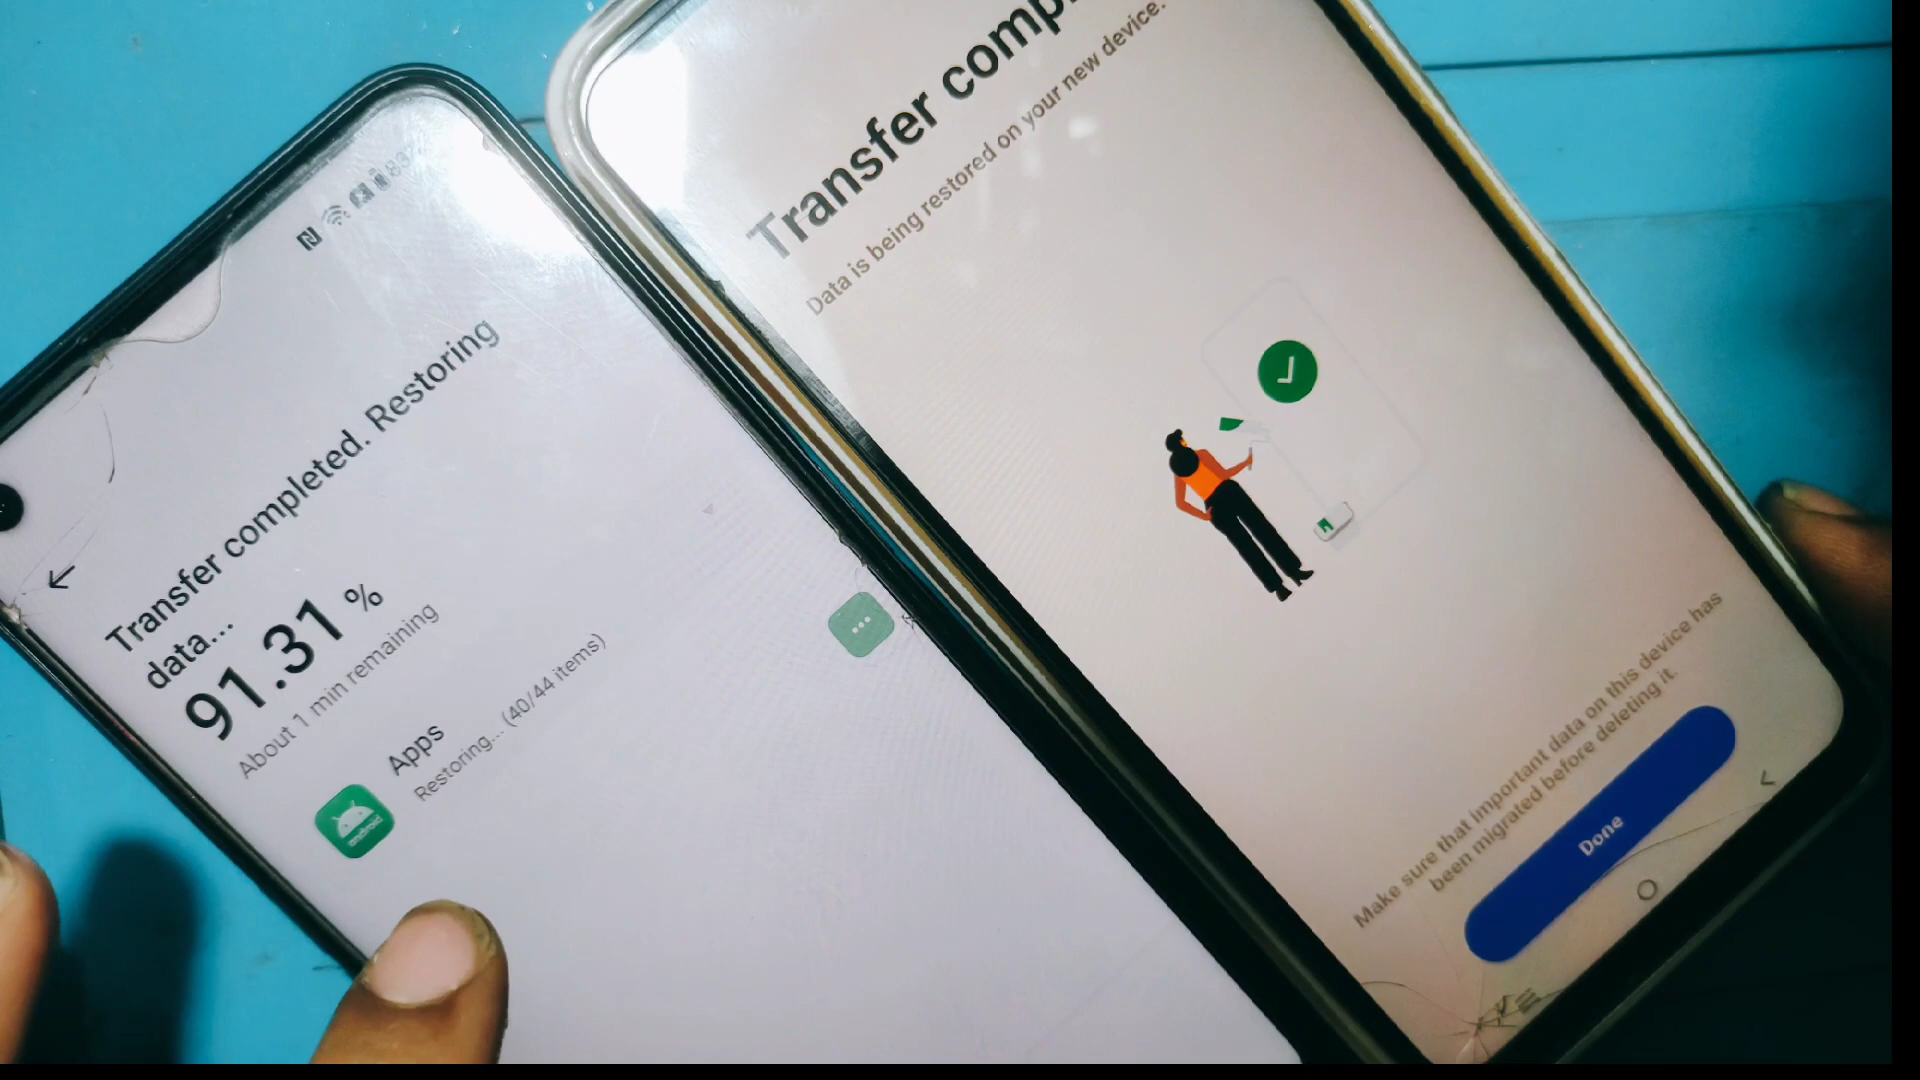 Transfer completed. Restoring
data...
91.31 %
About 1 min remaining
Apps
Restoring... (40/44 items)
android
Transfer comp
Data is being restored on your new device.
Make sure that important data on this device has
been migrated before deleting it.
Done